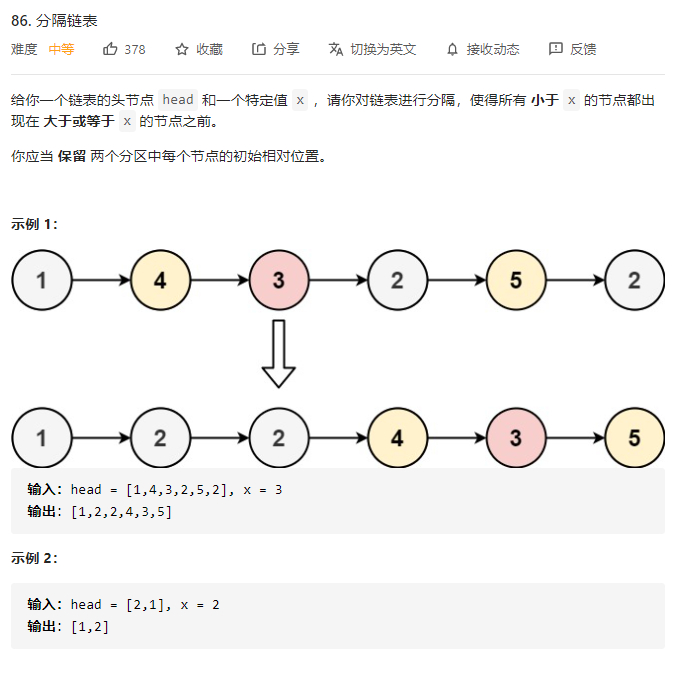 86. 分隔链表
难度 中等 378 收藏 分享 切换为英文 接收动态 反馈
给你一个链表的头节点 head 和一个特定值 x ，请你对链表进行分隔，使得所有 小于 x 的节点都出
现在 大于或等于 x 的节点之前。
你应当 保留 两个分区中每个节点的初始相对位置。
示例 1：
1 4 3 2 5 2
1 2 2 4 3 5
输入：head = [1,4,3,2,5,2], x = 3
输出：[1,2,2,4,3,5]
示例 2：
输入：head = [2,1], x = 2
输出：[1,2]